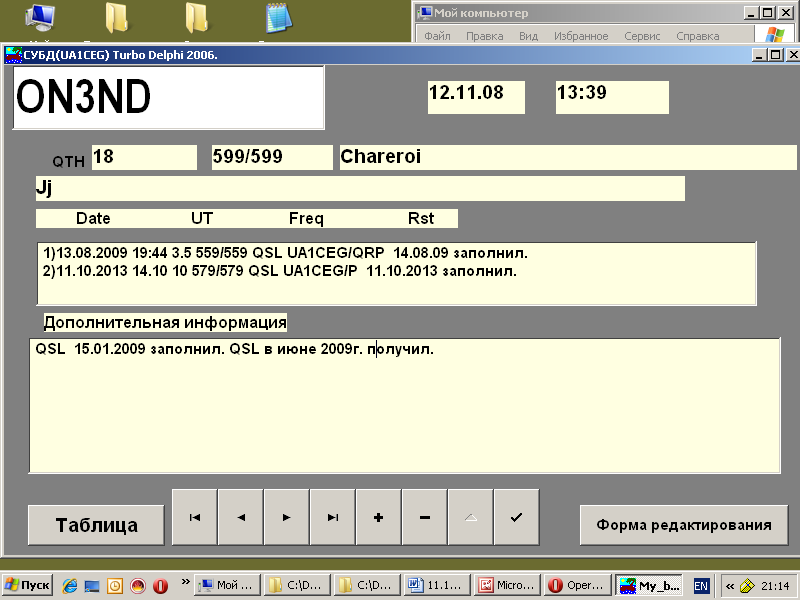 Мой компьютер
Файл Правка Вид Избранное Сервис Справка
СУБД(UA1CEG) Turbo Delphi 2006.
ON3ND
12.11.08 13:39
QTH 18 599/599 Chareroi
Jj
Date UT Freq Rst
1)13.08.2009 19:44 3.5 559/559 QSL UA1CEG/QRP 14.08.09 заполнил.
2)11.10.2013 14.10 10 579/579 QSL UA1CEG/P 11.10.2013 заполнил.
Дополнительная информация
QSL 15.01.2009 заполнил. QSL в июне 2009г. получил.
Таблица
Форма редактирования
Пуск » Мой ... C:\D... C:\D... 11.1... Micro... Oper... My_b... EN « 21:14